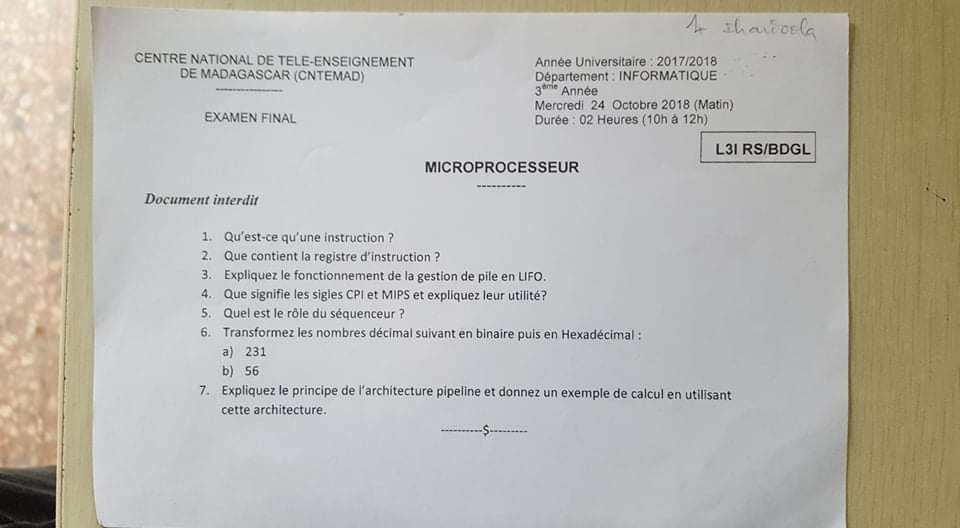 CENTRE NATIONAL DE TELE-ENSEIGNEMENT
DE MADAGASCAR (CNTEMAD)
---------------
EXAMEN FINAL
Année Universitaire : 2017/2018
Département : INFORMATIQUE
3ème Année
Mercredi 24 Octobre 2018 (Matin)
Durée : 02 Heures (10h à 12h)
L3I RS/BDGL
MICROPROCESSEUR
----------
Document interdit
1. Qu'est-ce qu'une instruction ?
2. Que contient la registre d'instruction ?
3. Expliquez le fonctionnement de la gestion de pile en LIFO.
4. Que signifie les sigles CPI et MIPS et expliquez leur utilité?
5. Quel est le rôle du séquenceur ?
6. Transformez les nombres décimal suivant en binaire puis en Hexadécimal :
a) 231
b) 56
7. Expliquez le principe de l'architecture pipeline et donnez un exemple de calcul en utilisant
cette architecture.
----------$---------